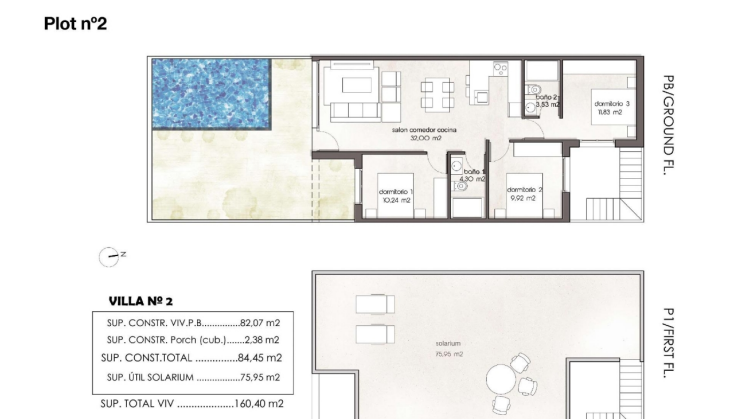 Plot nº2
PB/GROUND FL.
baño 2
3,53 m2
dormitorio 3
11,83 m2
salon comedor cocina
32,00 m2
dormitorio 1
10,24 m2
baño 1
4,30 m2
dormitorio 2
9,92 m2
N
VILLA Nº 2
SUP. CONSTR. VIV.P.B...............82,07 m2
SUP. CONSTR. Porch (cub.).......2,38 m2
SUP. CONST.TOTAL ..............84,45 m2
SUP. ÚTIL SOLARIUM ..................75,95 m2
SUP. TOTAL VIV ....................160,40 m2
solarium
75,95 m2
P1/FIRST FL.